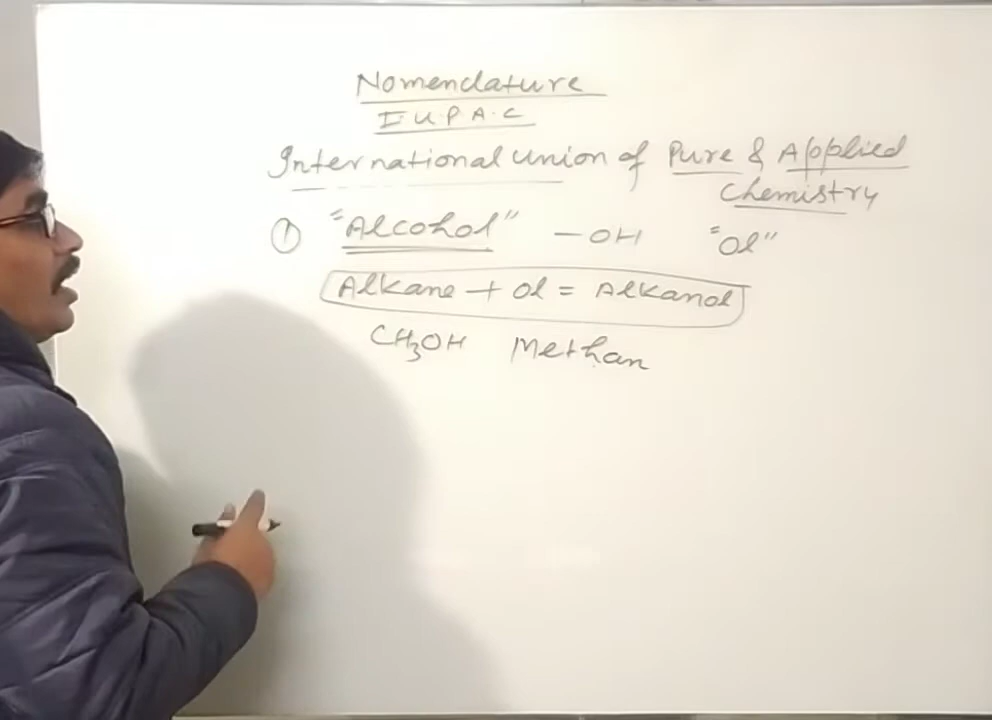 Nomenclature
I.U.P.A.C
International Union of Pure & Applied
Chemistry
① "Alcohol" -OH "Ol"
Alkane + Ol = Alkanol
CH₃OH Methan